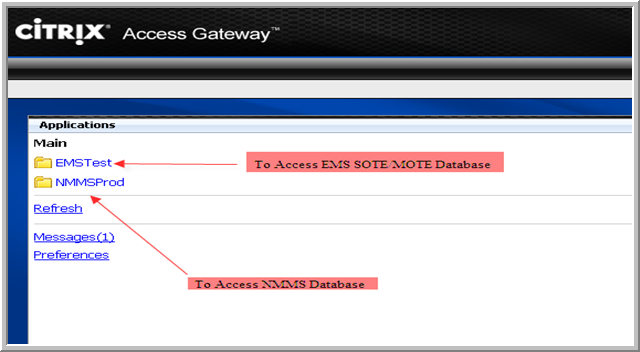 CITRIX® Access Gateway™
Applications
Main
EMSTest
To Access EMS SOTE/MOTE Database
NMMSProd
Refresh
Messages(1)
Preferences
To Access NMMS Database